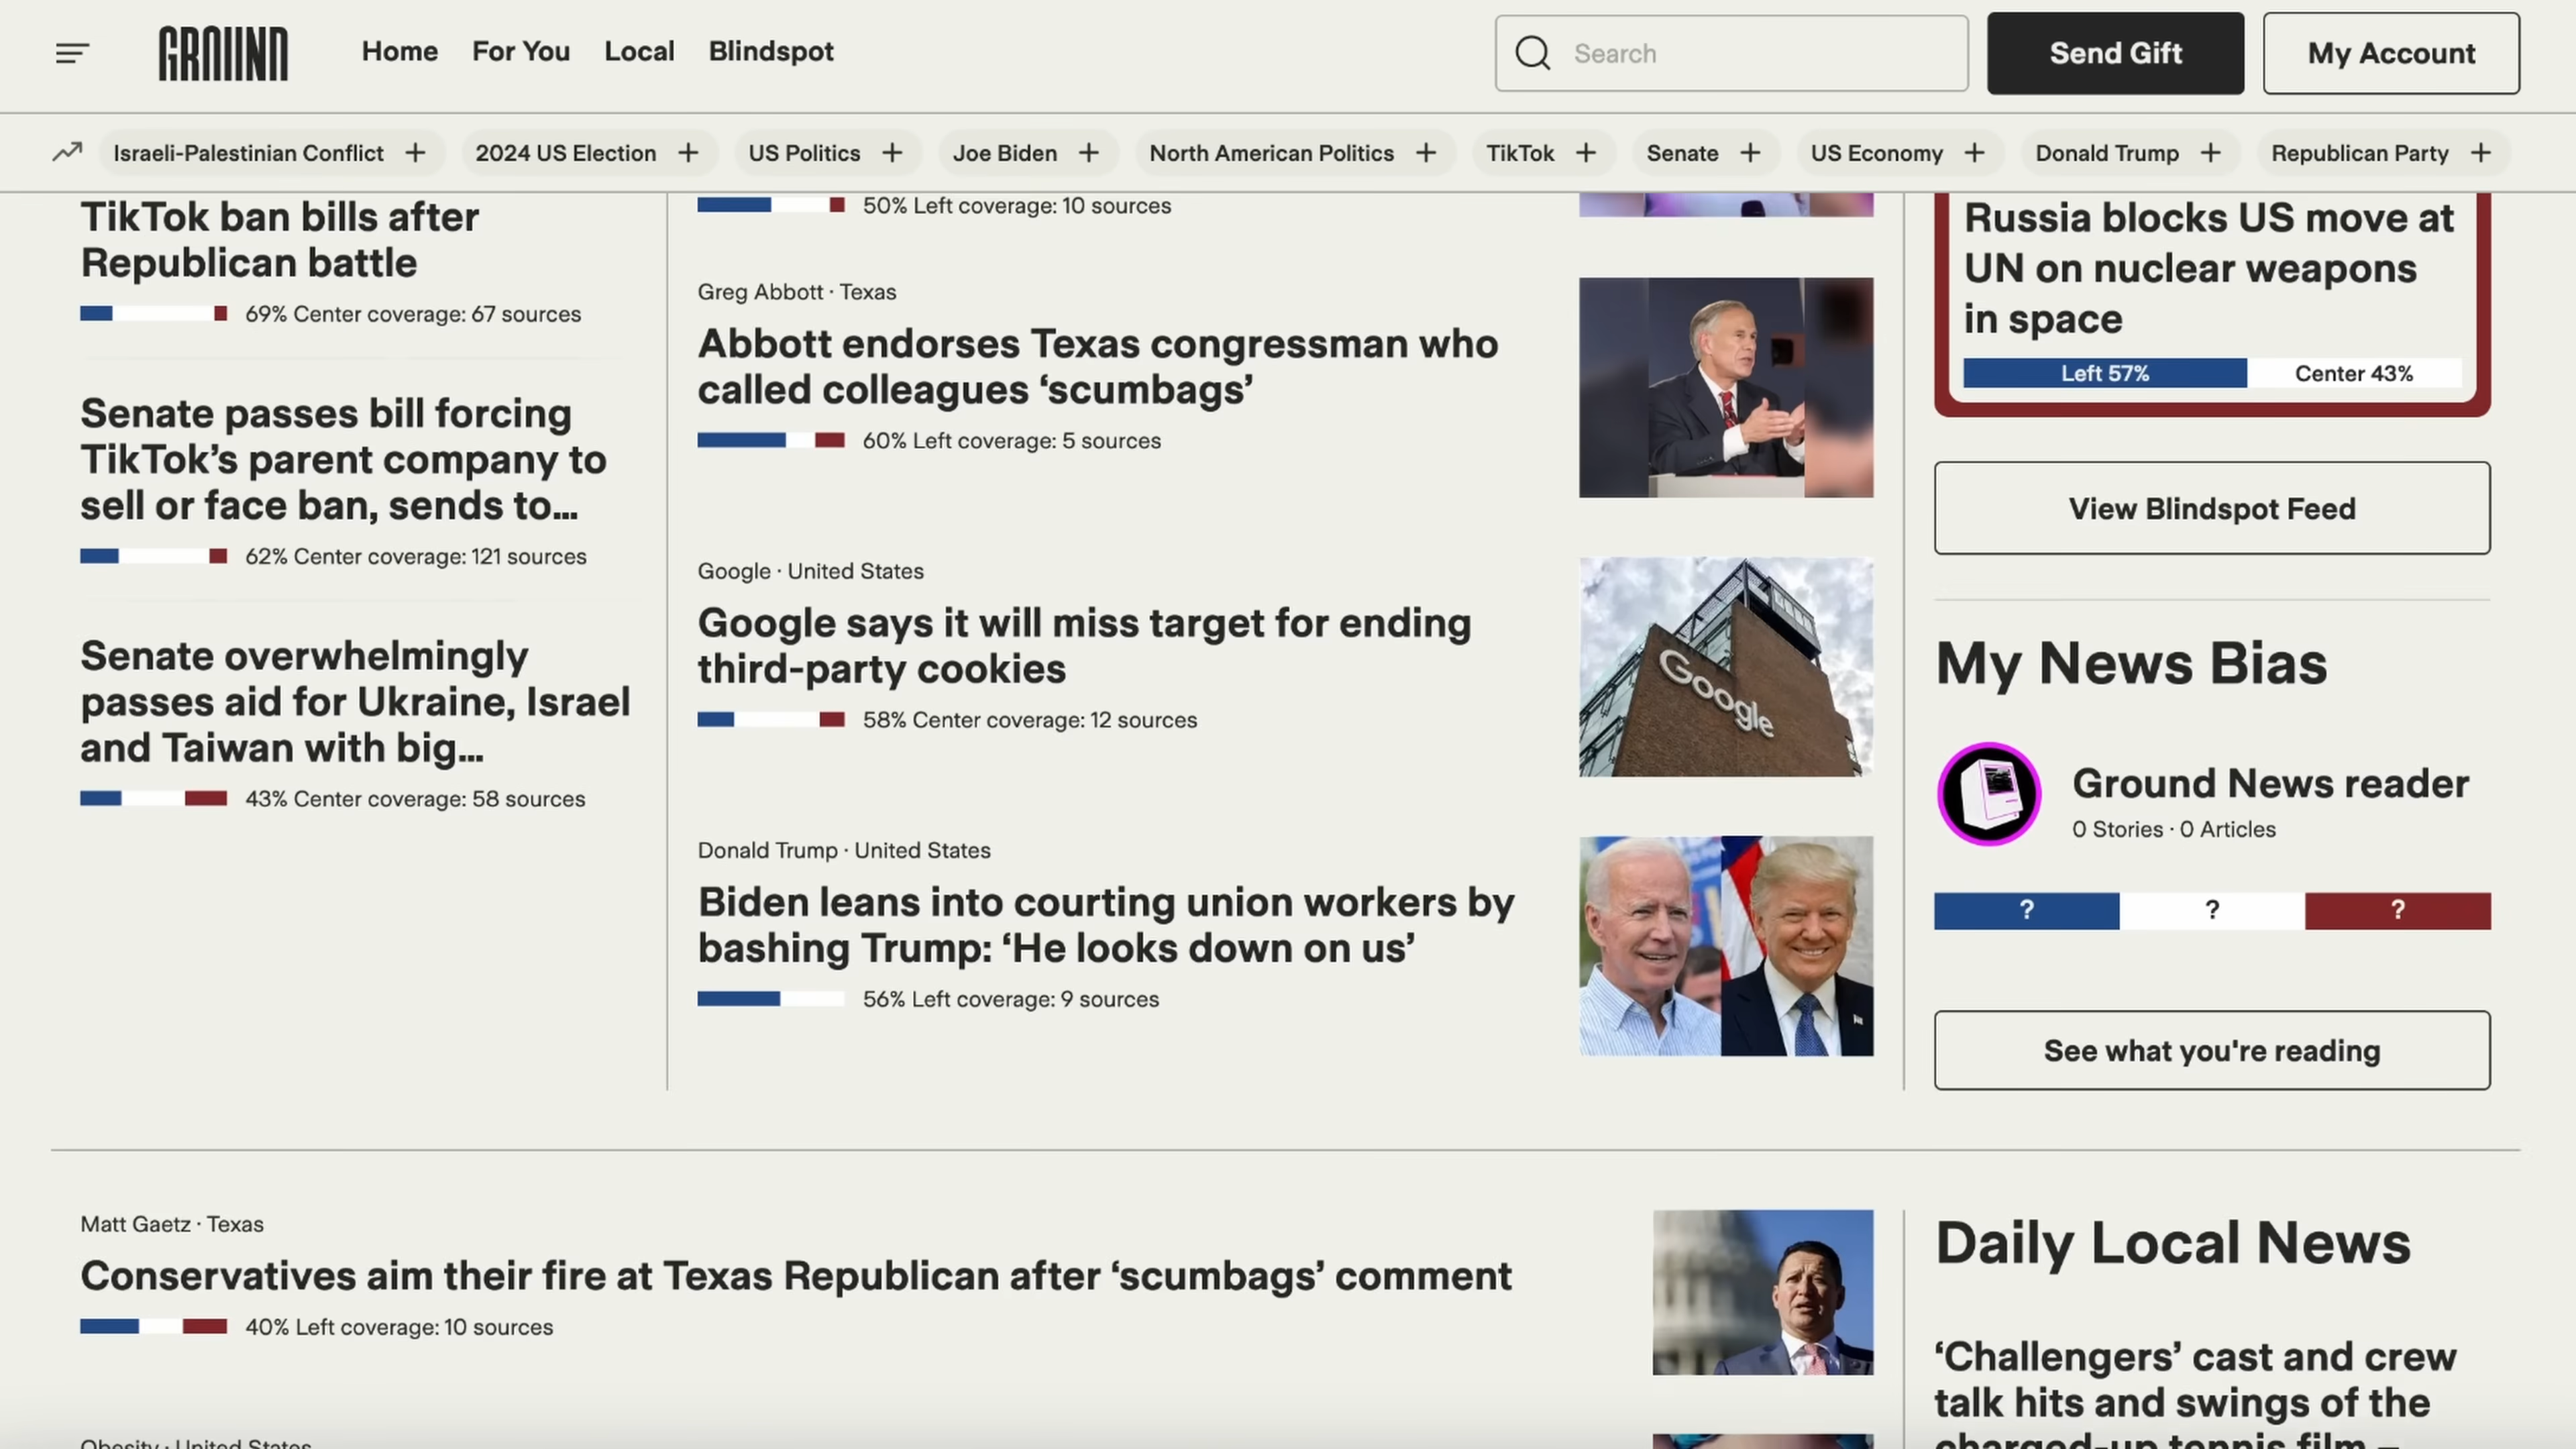 GROUND
Home
For You
Local
Blindspot
Search
Send Gift
My Account
Israeli-Palestinian Conflict +
2024 US Election +
US Politics +
Joe Biden +
North American Politics +
TikTok +
Senate +
US Economy +
Donald Trump +
Republican Party +
TikTok ban bills after
Republican battle
69% Center coverage: 67 sources
Senate passes bill forcing
TikTok’s parent company to
sell or face ban, sends to...
62% Center coverage: 121 sources
Senate overwhelmingly
passes aid for Ukraine, Israel
and Taiwan with big...
43% Center coverage: 58 sources
50% Left coverage: 10 sources
Greg Abbott · Texas
Abbott endorses Texas congressman who
called colleagues ‘scumbags’
60% Left coverage: 5 sources
Google · United States
Google says it will miss target for ending
third-party cookies
58% Center coverage: 12 sources
Google
Donald Trump · United States
Biden leans into courting union workers by
bashing Trump: ‘He looks down on us’
56% Left coverage: 9 sources
Russia blocks US move at
UN on nuclear weapons
in space
Left 57%
Center 43%
View Blindspot Feed
My News Bias
Ground News reader
0 Stories · 0 Articles
?
?
?
See what you're reading
Matt Gaetz · Texas
Conservatives aim their fire at Texas Republican after ‘scumbags’ comment
40% Left coverage: 10 sources
Obesity · United States
Daily Local News
‘Challengers’ cast and crew
talk hits and swings of the
charged-up tennis film –